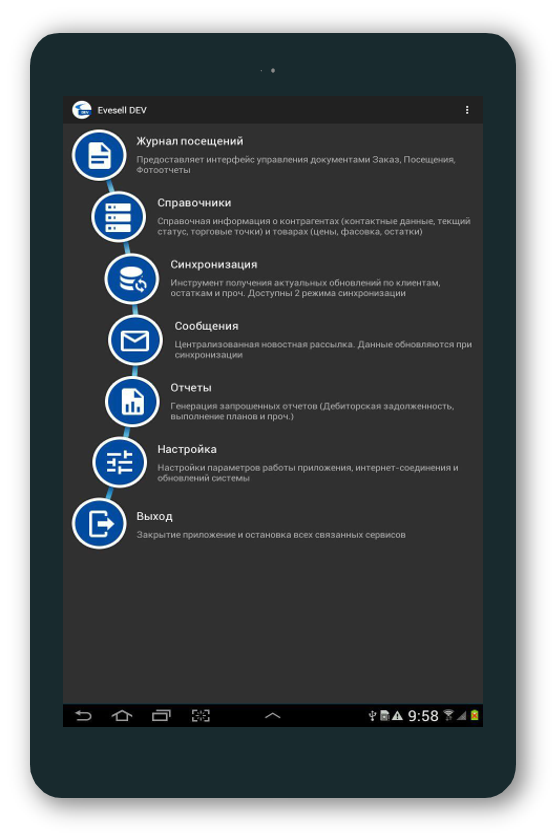 Evesell DEV
Журнал посещений
Предоставляет интерфейс управления документами Заказ, Посещения,
Фотоотчеты
Справочники
Справочная информация о контрагентах (контактные данные, текщий
статус, торговые точки) и товарах (цены, фасовка, остатки)
Синхронизация
Инструмент получения актуальных обновлений по клиентам,
остаткам и проч. Доступны 2 режима синхронизации
Сообщения
Централизованная новостная рассылка. Данные обновляются при
синхронизации
Отчеты
Генерация запрошенных отчетов (Дебиторская задолженность,
выполнение планов и проч.)
Настройка
Настройки параметров работы приложения, интернет-соединения и
обновлений системы
Выход
Закрытие приложение и остановка всех связанных сервисов
9:58